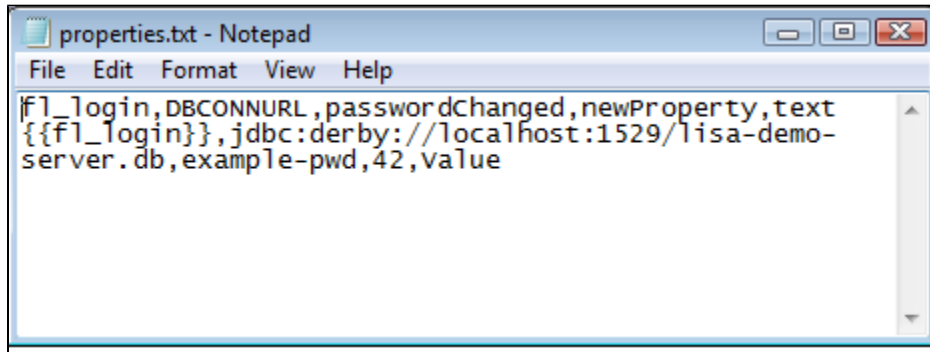 properties.txt - Notepad
File Edit Format View Help
fl_login,DBCONNURL,passwordChanged,newProperty,text
{{fl_login}},jdbc:derby://localhost:1529/lisa-demo-
server.db,example-pwd,42,Value